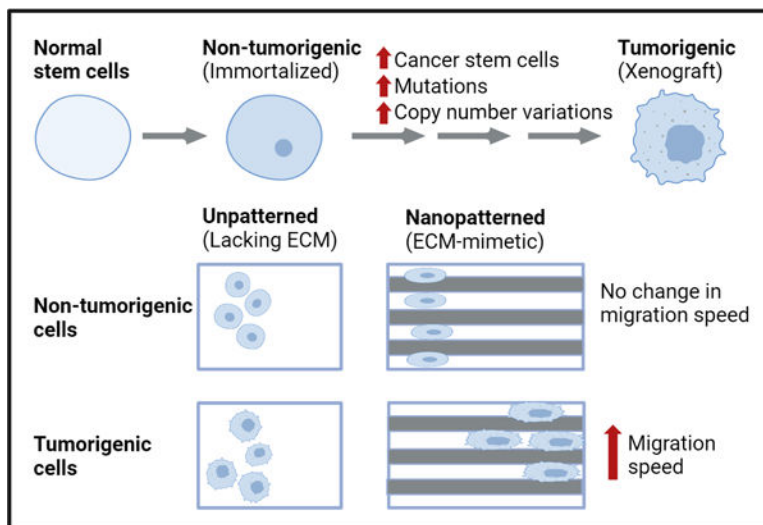 Normal
stem cells
Non-tumorigenic
(Immortalized)
Cancer stem cells
Mutations
Copy number variations
Tumorigenic
(Xenograft)
Unpatterned
(Lacking ECM)
Nanopatterned
(ECM-mimetic)
Non-tumorigenic
cells
No change in
migration speed
Tumorigenic
cells
Migration
speed